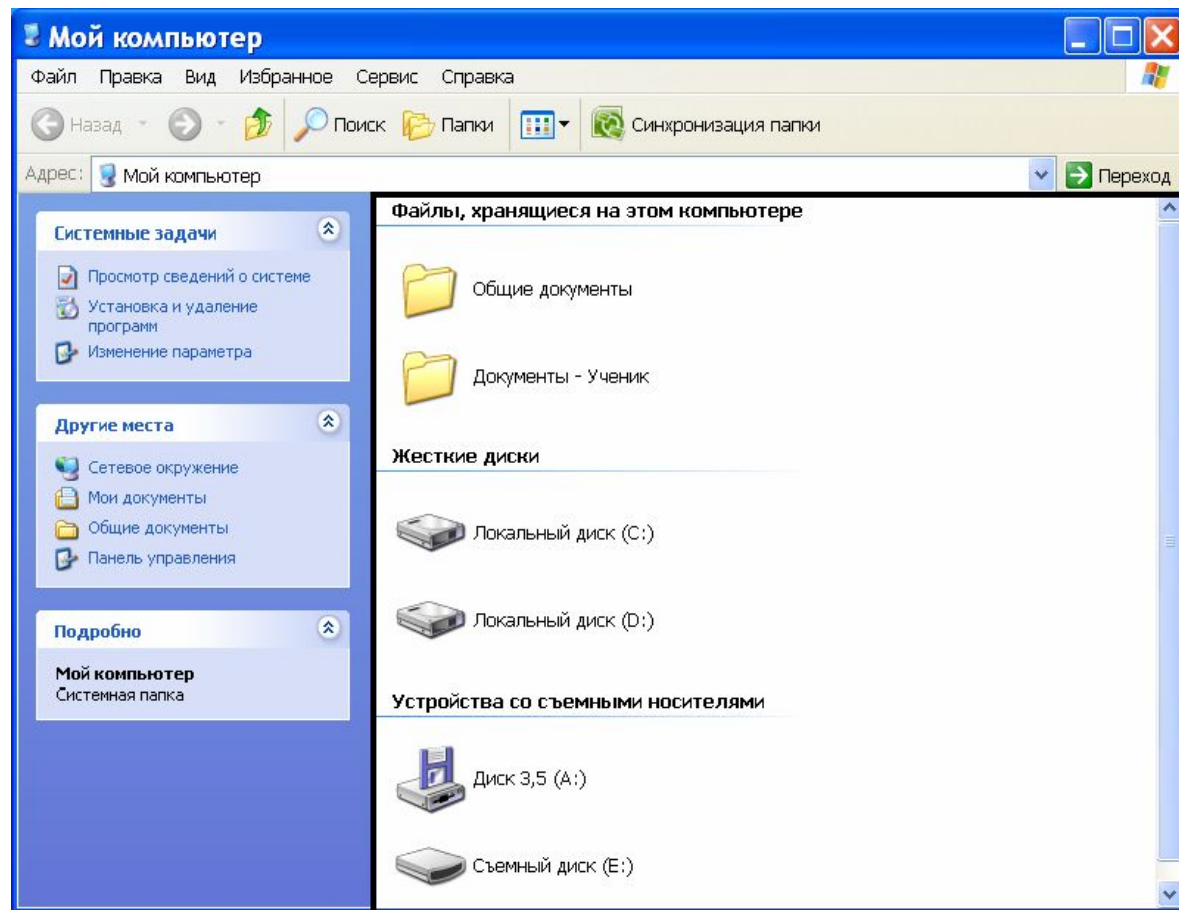 Мой компьютер
Файл Правка Вид Избранное Сервис Справка
Назад Поиск Папки Синхронизация папки
Адрес: Мой компьютер Переход
Системные задачи
Просмотр сведений о системе
Установка и удаление
программ
Изменение параметра
Другие места
Сетевое окружение
Мои документы
Общие документы
Панель управления
Подробно
Мой компьютер
Системная папка
Файлы, хранящиеся на этом компьютере
Общие документы
Документы - Ученик
Жесткие диски
Локальный диск (C:)
Локальный диск (D:)
Устройства со съемными носителями
Диск 3,5 (A:)
Съемный диск (E:)